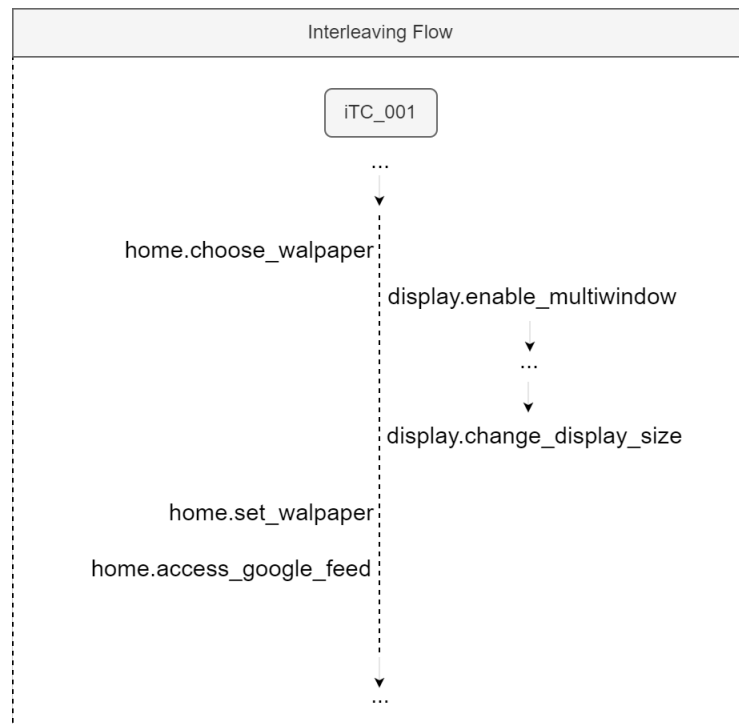 Interleaving Flow
iTC_001
...
home.choose_walpaper
display.enable_multiwindow
...
display.change_display_size
home.set_walpaper
home.access_google_feed
...